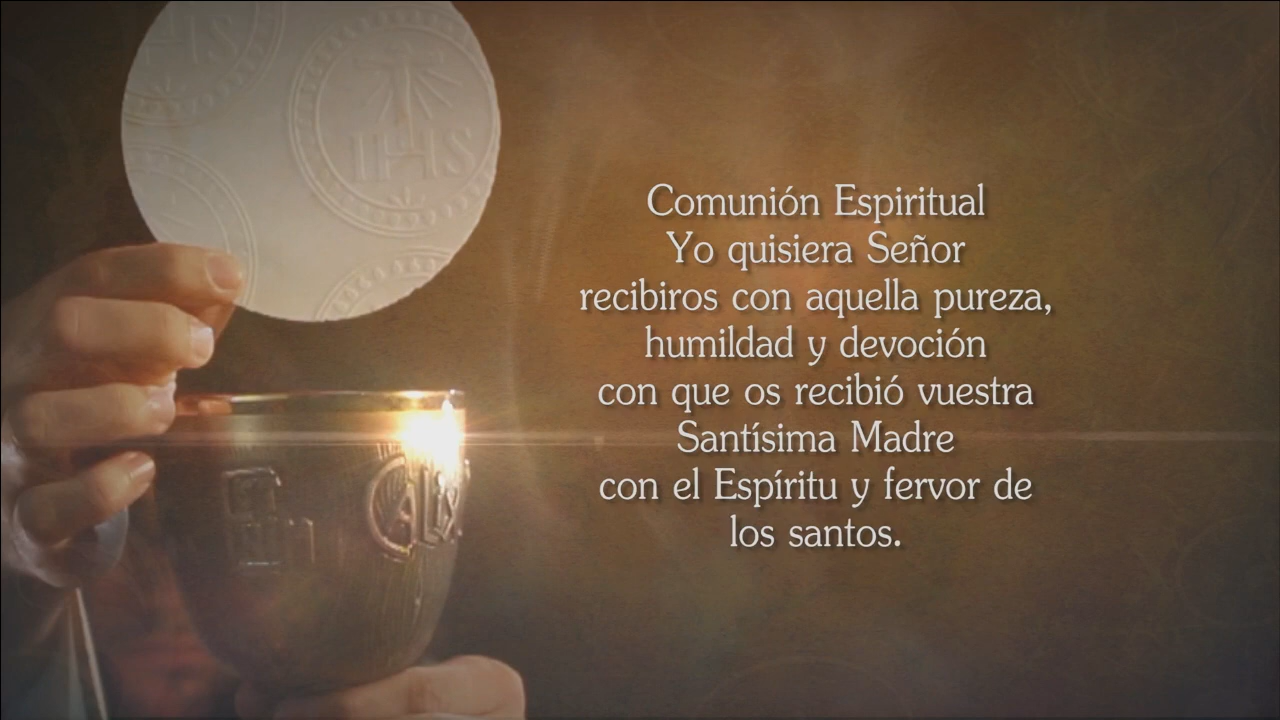 IHS
Comunión Espiritual
Yo quisiera Señor
recibiros con aquella pureza,
humildad y devoción
con que os recibió vuestra
Santísima Madre
con el Espíritu y fervor de
los santos.